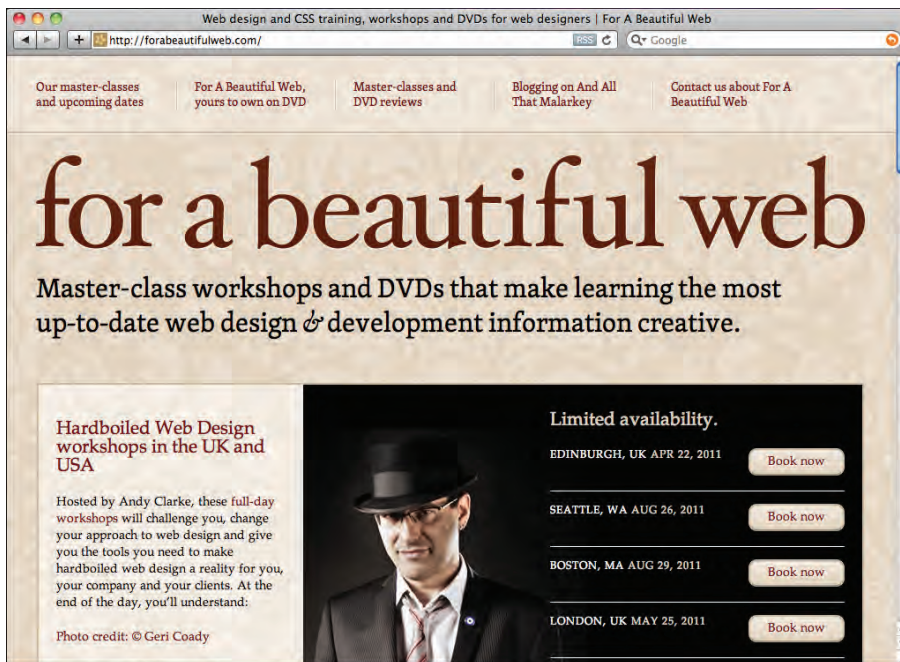 Web design and CSS training, workshops and DVDs for web designers | For A Beautiful Web
http://forabeautifulweb.com/
RSS
Google
Our master-classes
and upcoming dates
For A Beautiful Web,
yours to own on DVD
Master-classes and
DVD reviews
Blogging on And All
That Malarkey
Contact us about For A
Beautiful Web
for a beautiful web
Master-class workshops and DVDs that make learning the most
up-to-date web design & development information creative.
Hardboiled Web Design
workshops in the UK and
USA
Hosted by Andy Clarke, these full-day
workshops will challenge you, change
your approach to web design and give
you the tools you need to make
hardboiled web design a reality for you,
your company and your clients. At the
end of the day, you'll understand:
Photo credit: © Geri Coady
Limited availability.
EDINBURGH, UK APR 22, 2011
Book now
SEATTLE, WA AUG 26, 2011
Book now
BOSTON, MA AUG 29, 2011
Book now
LONDON, UK MAY 25, 2011
Book now